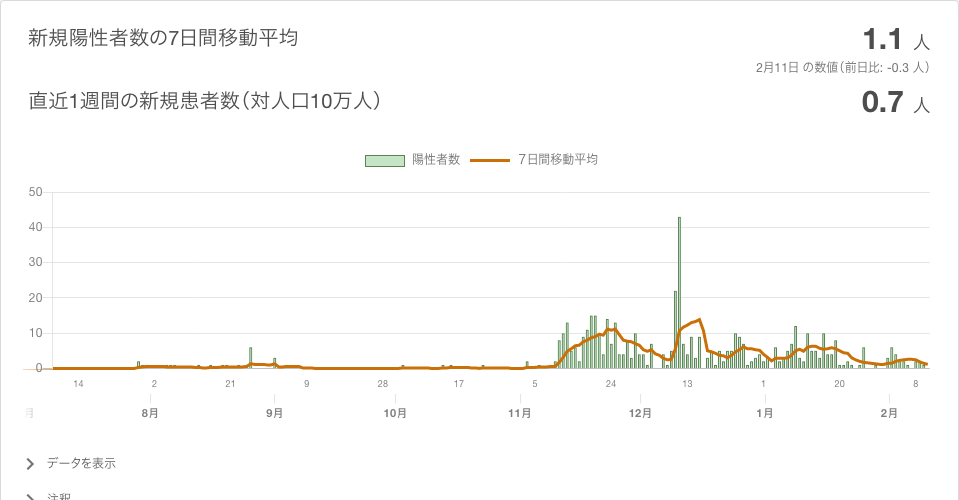 新規陽性者数の7日間移動平均
1.1 人
2月11日 の数値（前日比: -0.3 人）
直近1週間の新規患者数（対人口10万人）
0.7 人
陽性者数 7日間移動平均
50
40
30
20
10
0
14 2 21 9 28 17 5 24 13 1 20 8
月 8月 9月 10月 11月 12月 1月 2月
データを表示
注釈